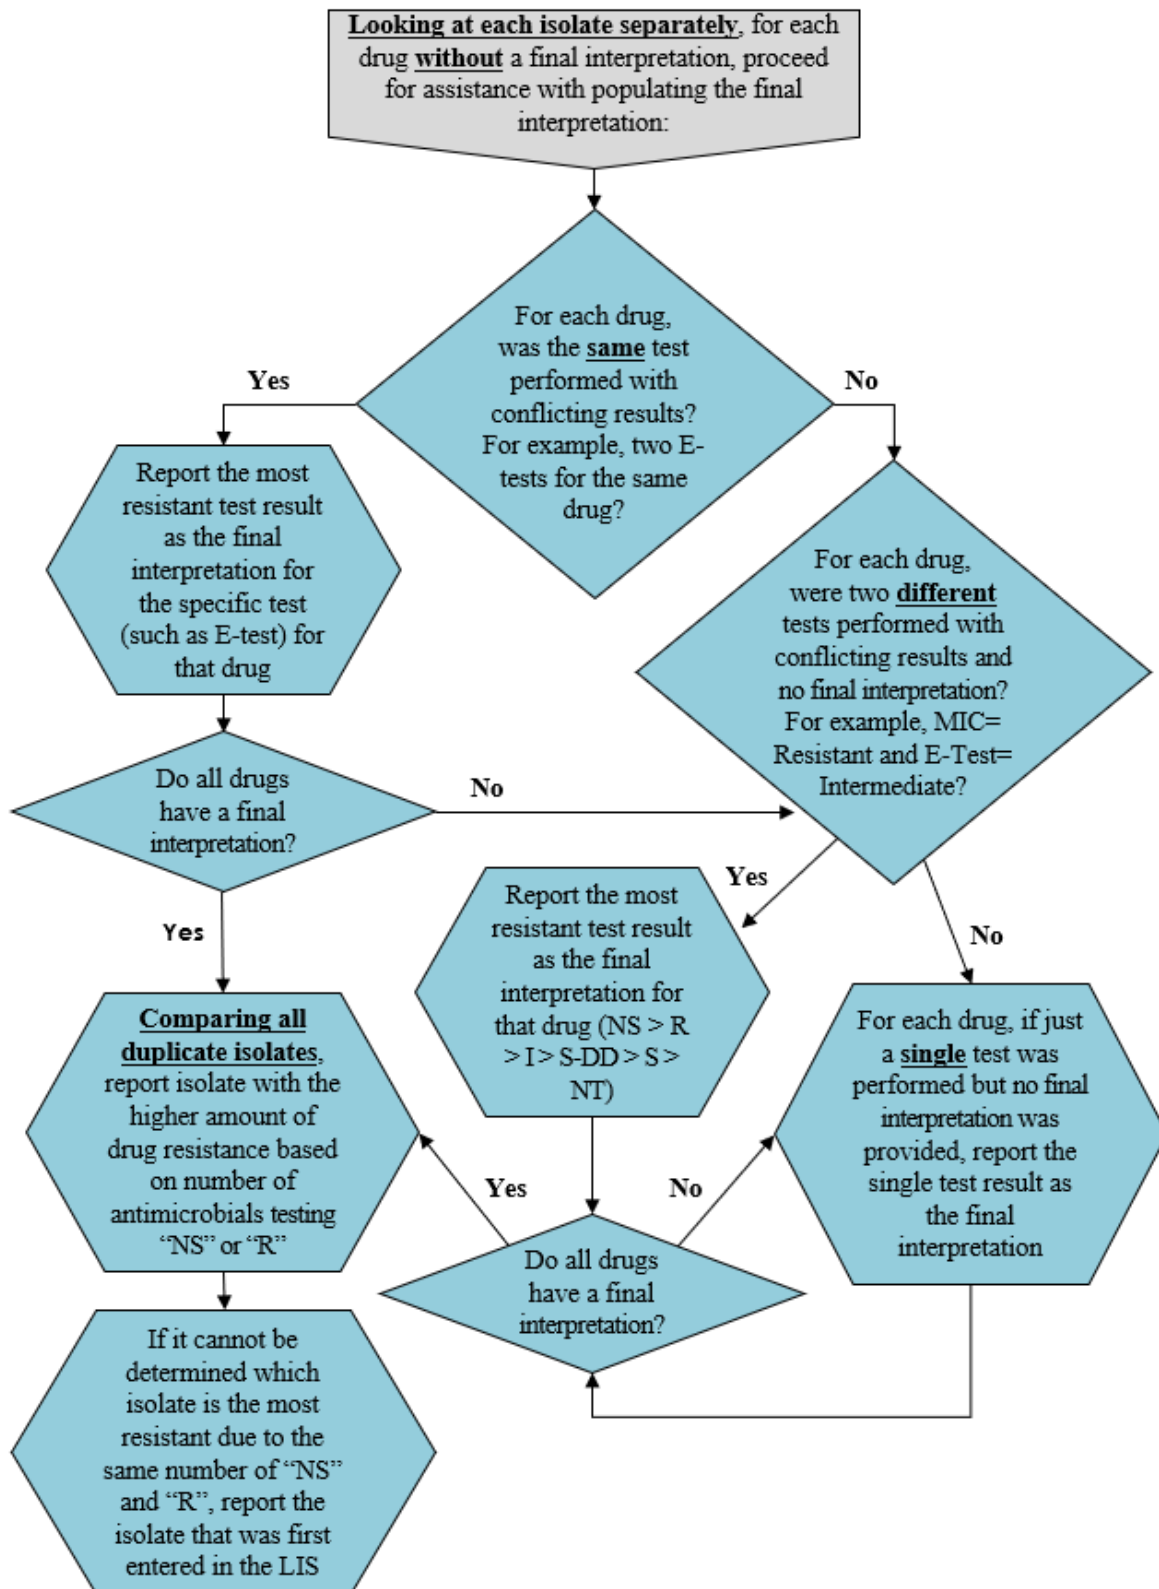 Looking at each isolate separately, for each
drug without a final interpretation, proceed
for assistance with populating the final
interpretation:
For each drug,
was the same test
performed with
conflicting results?
For example, two E-
tests for the same
drug?
Yes
No
Report the most
resistant test result
as the final
interpretation for
the specific test
(such as E-test) for
that drug
For each drug,
were two different
tests performed with
conflicting results and
no final interpretation?
For example, MIC=
Resistant and E-Test=
Intermediate?
Do all drugs
have a final
interpretation?
No
Yes
Yes
No
Report the most
resistant test result
as the final
interpretation for
that drug (NS > R
> I > S-DD > S >
NT)
Comparing all
duplicate isolates,
report isolate with the
higher amount of
drug resistance based
on number of
antimicrobials testing
“NS” or “R”
For each drug, if just
a single test was
performed but no final
interpretation was
provided, report the
single test result as
the final
interpretation
Yes
No
Do all drugs
have a final
interpretation?
If it cannot be
determined which
isolate is the most
resistant due to the
same number of “NS”
and “R”, report the
isolate that was first
entered in the LIS